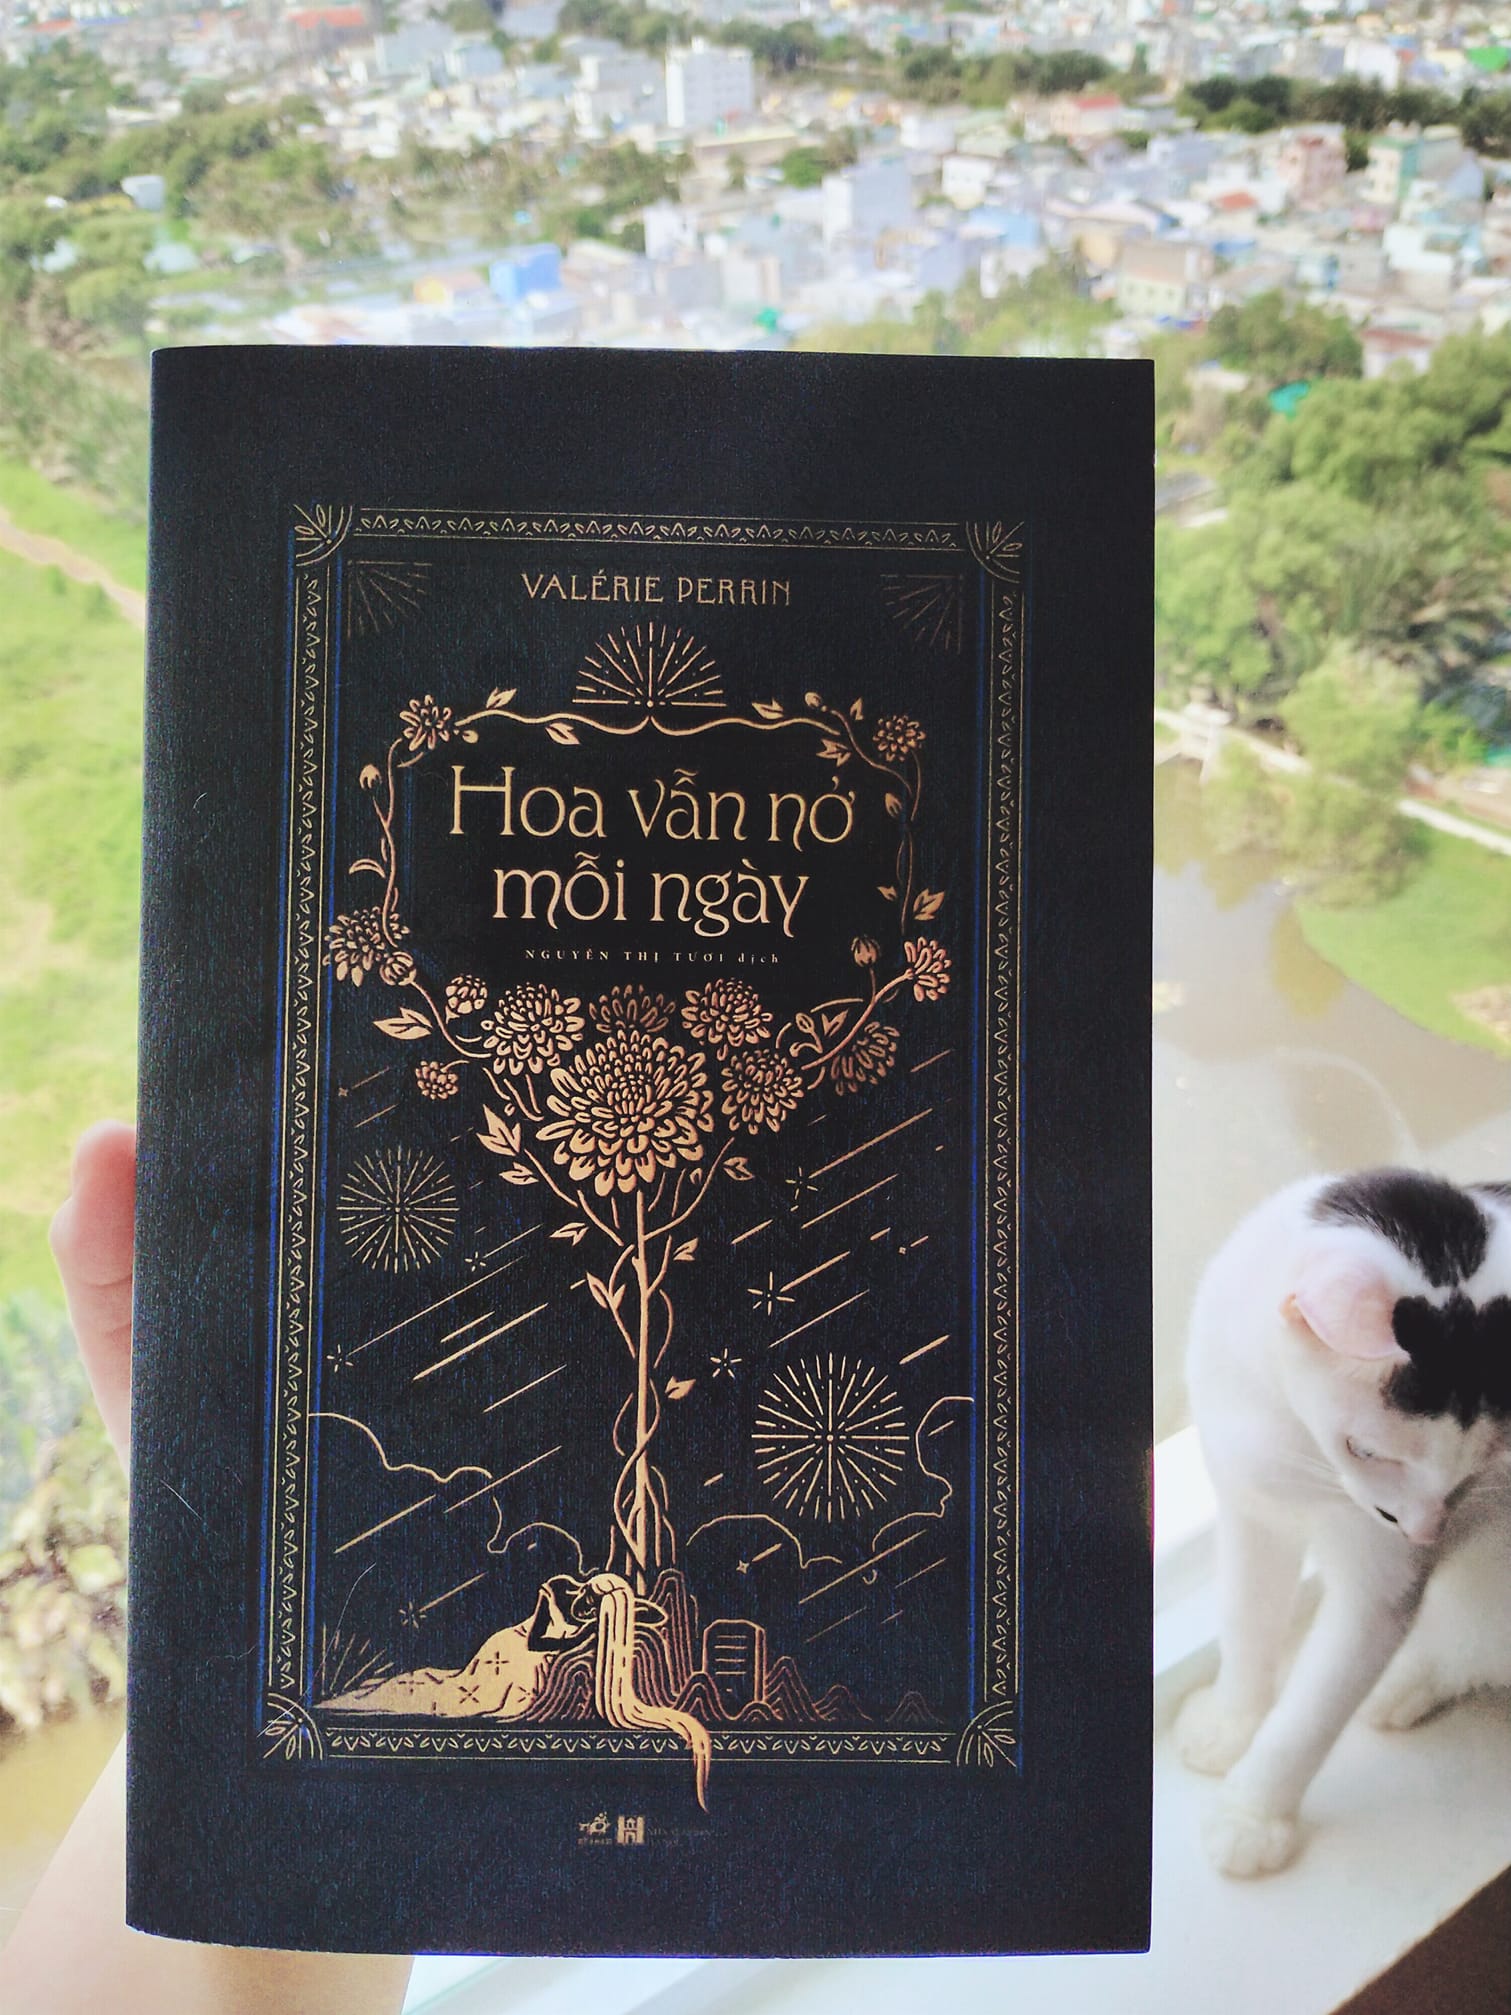 VALÉRIE PERRIN
Hoa vẫn nở
mỗi ngày
NGUYỄN THỊ TƯƠI dịch